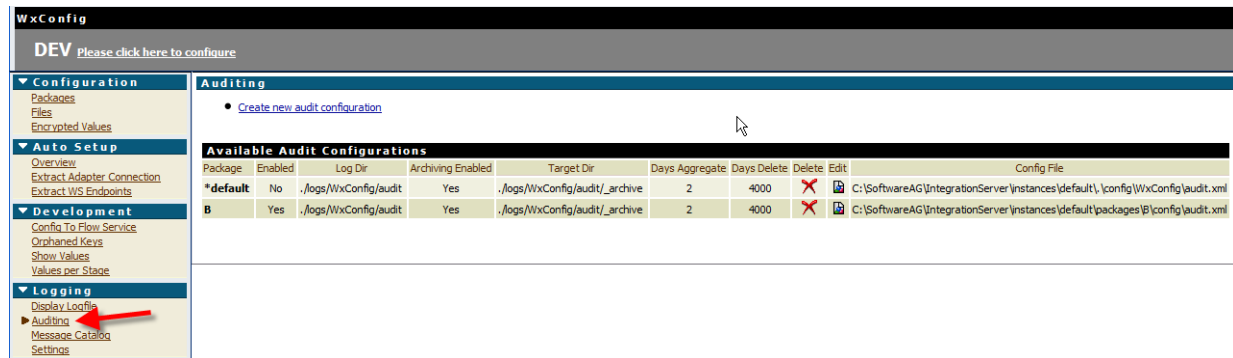 WxConfig
DEV Please click here to configure
Configuration
Packages
Files
Encrypted Values
Auto Setup
Overview
Extract Adapter Connection
Extract WS Endpoints
Development
Config To Flow Service
Orphaned Keys
Show Values
Values per Stage
Logging
Display Logfile
Auditing
Message Catalog
Settings
Auditing
Create new audit configuration
Available Audit Configurations
Package Enabled Log Dir Archiving Enabled Target Dir Days Aggregate Days Delete Delete Edit Config File
*default No ./logs/WxConfig/audit Yes ./logs/WxConfig/audit/_archive 2 4000 C:\SoftwareAG\IntegrationServer\instances\default\.\config\WxConfig\audit.xml
B Yes ./logs/WxConfig/audit Yes ./logs/WxConfig/audit/_archive 2 4000 C:\SoftwareAG\IntegrationServer\instances\default\packages\B\config\audit.xml